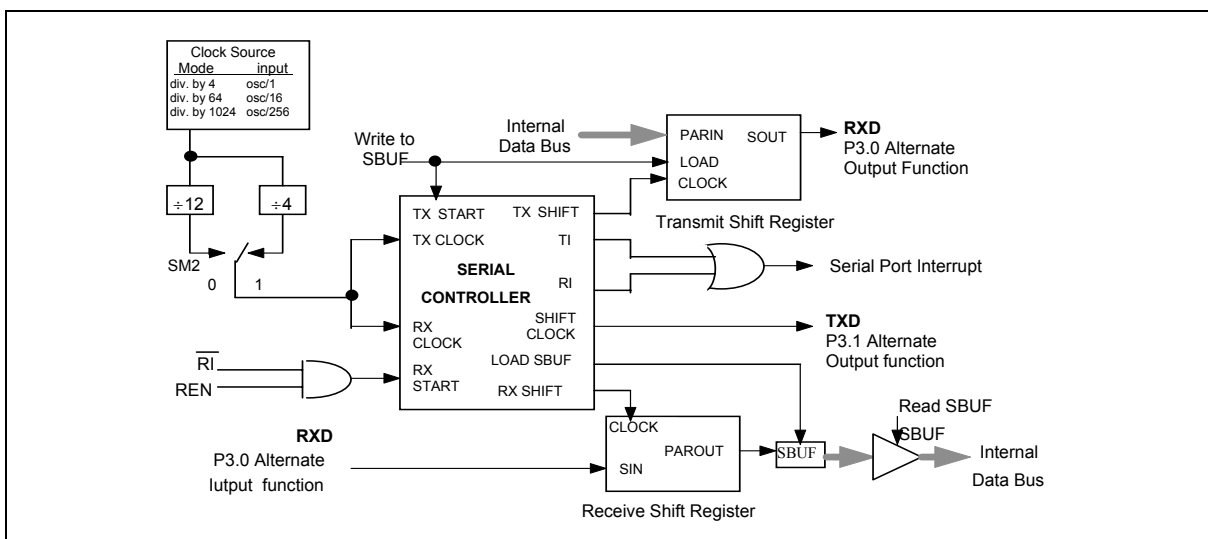 Clock Source
Mode input
div. by 4 osc/1
div. by 64 osc/16
div. by 1024 osc/256
÷12
÷4
SM2
0 1
Write to
SBUF
Internal
Data Bus
PARIN SOUT
LOAD
CLOCK
Transmit Shift Register
RXD
P3.0 Alternate
Output Function
TX START TX SHIFT
TX CLOCK TI
SERIAL
RI
CONTROLLER
RX
CLOCK
SHIFT
CLOCK
LOAD SBUF
RX
START
RX SHIFT
Serial Port Interrupt
TXD
P3.1 Alternate
Output function
R̅I̅
REN
RXD
P3.0 Alternate
Iutput function
CLOCK
PAROUT
SIN
Receive Shift Register
SBUF
Read SBUF
SBUF
Internal
Data Bus